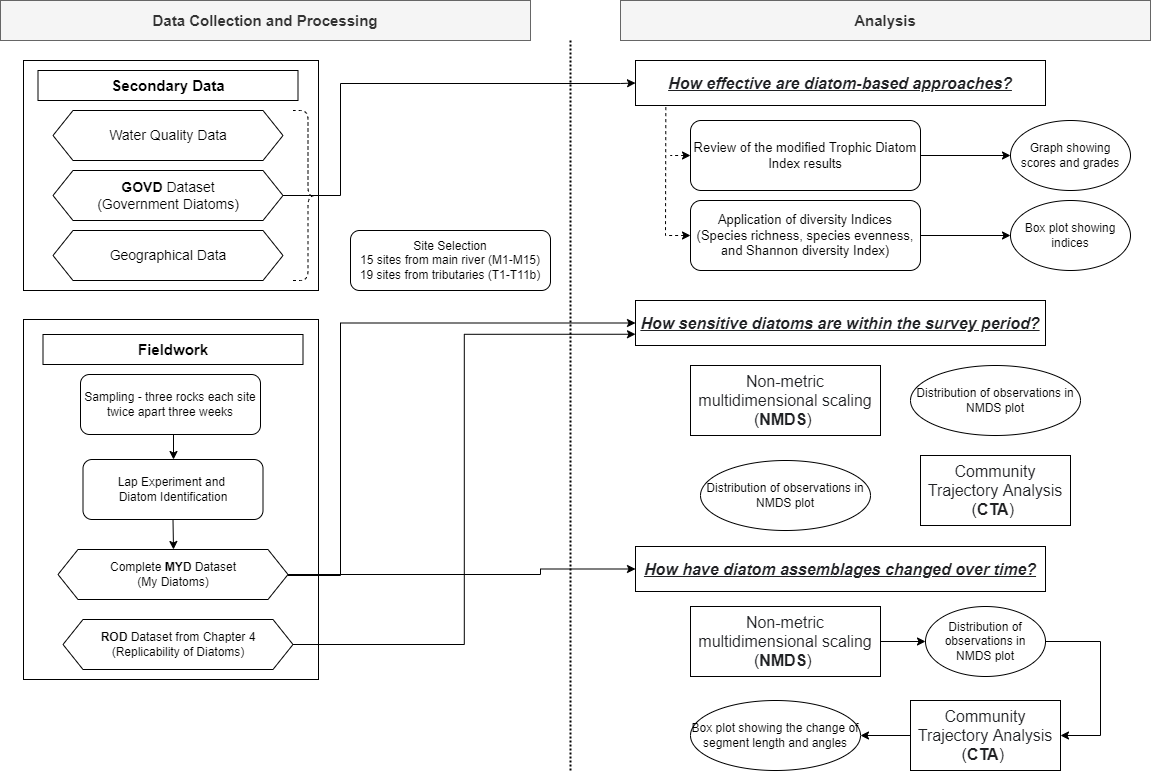 Data Collection and Processing
Analysis
Secondary Data
Water Quality Data
GOVD Dataset
(Government Diatoms)
Geographical Data
Site Selection
15 sites from main river (M1-M15)
19 sites from tributaries (T1-T11b)
Fieldwork
Sampling - three rocks each site
twice apart three weeks
Lap Experiment and
Diatom Identification
Complete MYD Dataset
(My Diatoms)
ROD Dataset from Chapter 4
(Replicability of Diatoms)
How effective are diatom-based approaches?
Review of the modified Trophic Diatom
Index results
Graph showing
scores and grades
Application of diversity Indices
(Species richness, species evenness,
and Shannon diversity Index)
Box plot showing
indices
How sensitive diatoms are within the survey period?
Non-metric
multidimensional scaling
(NMDS)
Distribution of observations in
NMDS plot
Distribution of observations in
NMDS plot
Community
Trajectory Analysis
(CTA)
How have diatom assemblages changed over time?
Non-metric
multidimensional scaling
(NMDS)
Distribution of
observations in
NMDS plot
Box plot showing the change of
segment length and angles
Community
Trajectory Analysis
(CTA)